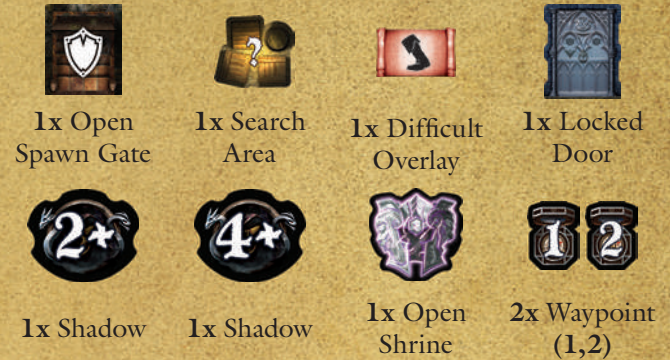 ?
1x Open
Spawn Gate
1x Search
Area
1x Difficult
Overlay
1x Locked
Door
2+
4+
1 2
1x Shadow
1x Shadow
1x Open
Shrine
2x Waypoint
(1,2)